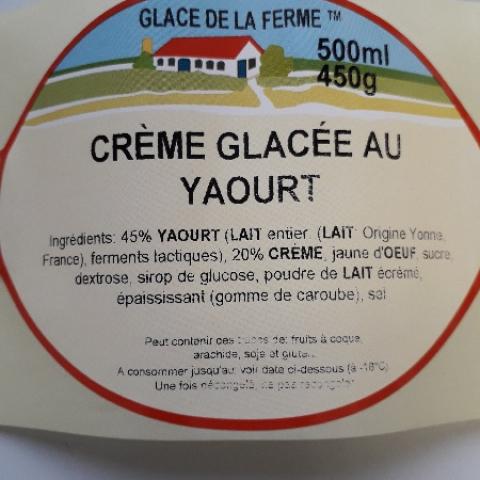 GLACE DE LA FERME ™
500ml
450g
CRÈME GLACÉE AU
YAOURT
Ingrédients: 45% YAOURT (LAIT entier (LAIT Origine Yonne,
France), ferments lactiques), 20% CRÈME, jaune d'OEUF, sucre,
dextrose, sirop de glucose, poudre de LAIT écrémé,
épaississant (gomme de caroube), sel
Peut contenir des traces de: fruits à coque,
arachide, soja et gluten.
A consommer jusqu'au: voir date ci-dessous (à -18°C)
Une fois décongelé, ne pas recongeler